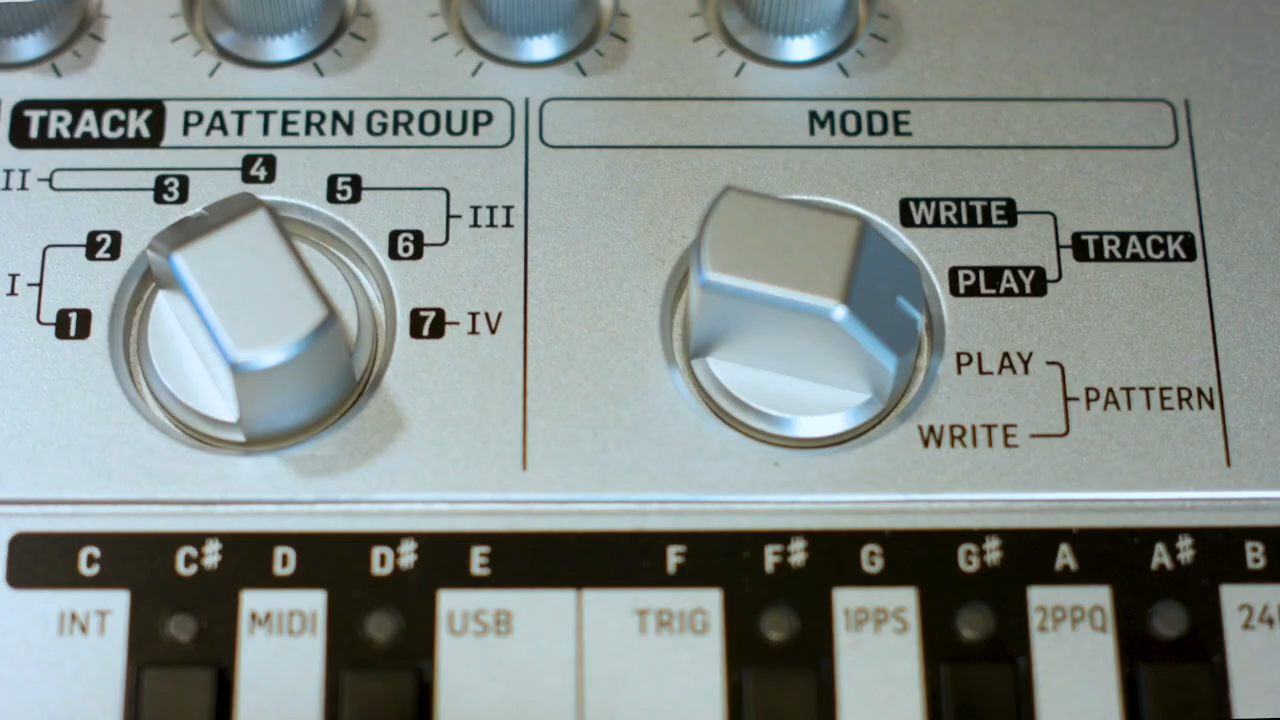 TRACK PATTERN GROUP
MODE
II 3 4 5 III
I 2 6
1 7 IV
WRITE TRACK
PLAY
PLAY PATTERN
WRITE
C C# D D# E F F# G G# A A# B
INT MIDI USB TRIG 1PPS 2PPQ